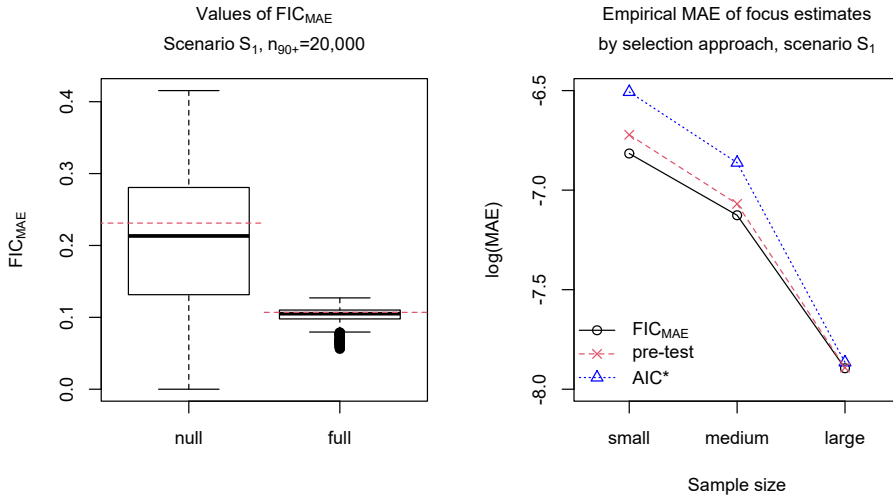 Values of FIC_MAE
Scenario S_1, n_90+=20,000
FIC_MAE
0.4
0.3
0.2
0.1
0.0
null full
Empirical MAE of focus estimates
by selection approach, scenario S_1
log(MAE)
-6.5
-7.0
-7.5
-8.0
FIC_MAE
pre-test
AIC*
small medium large
Sample size